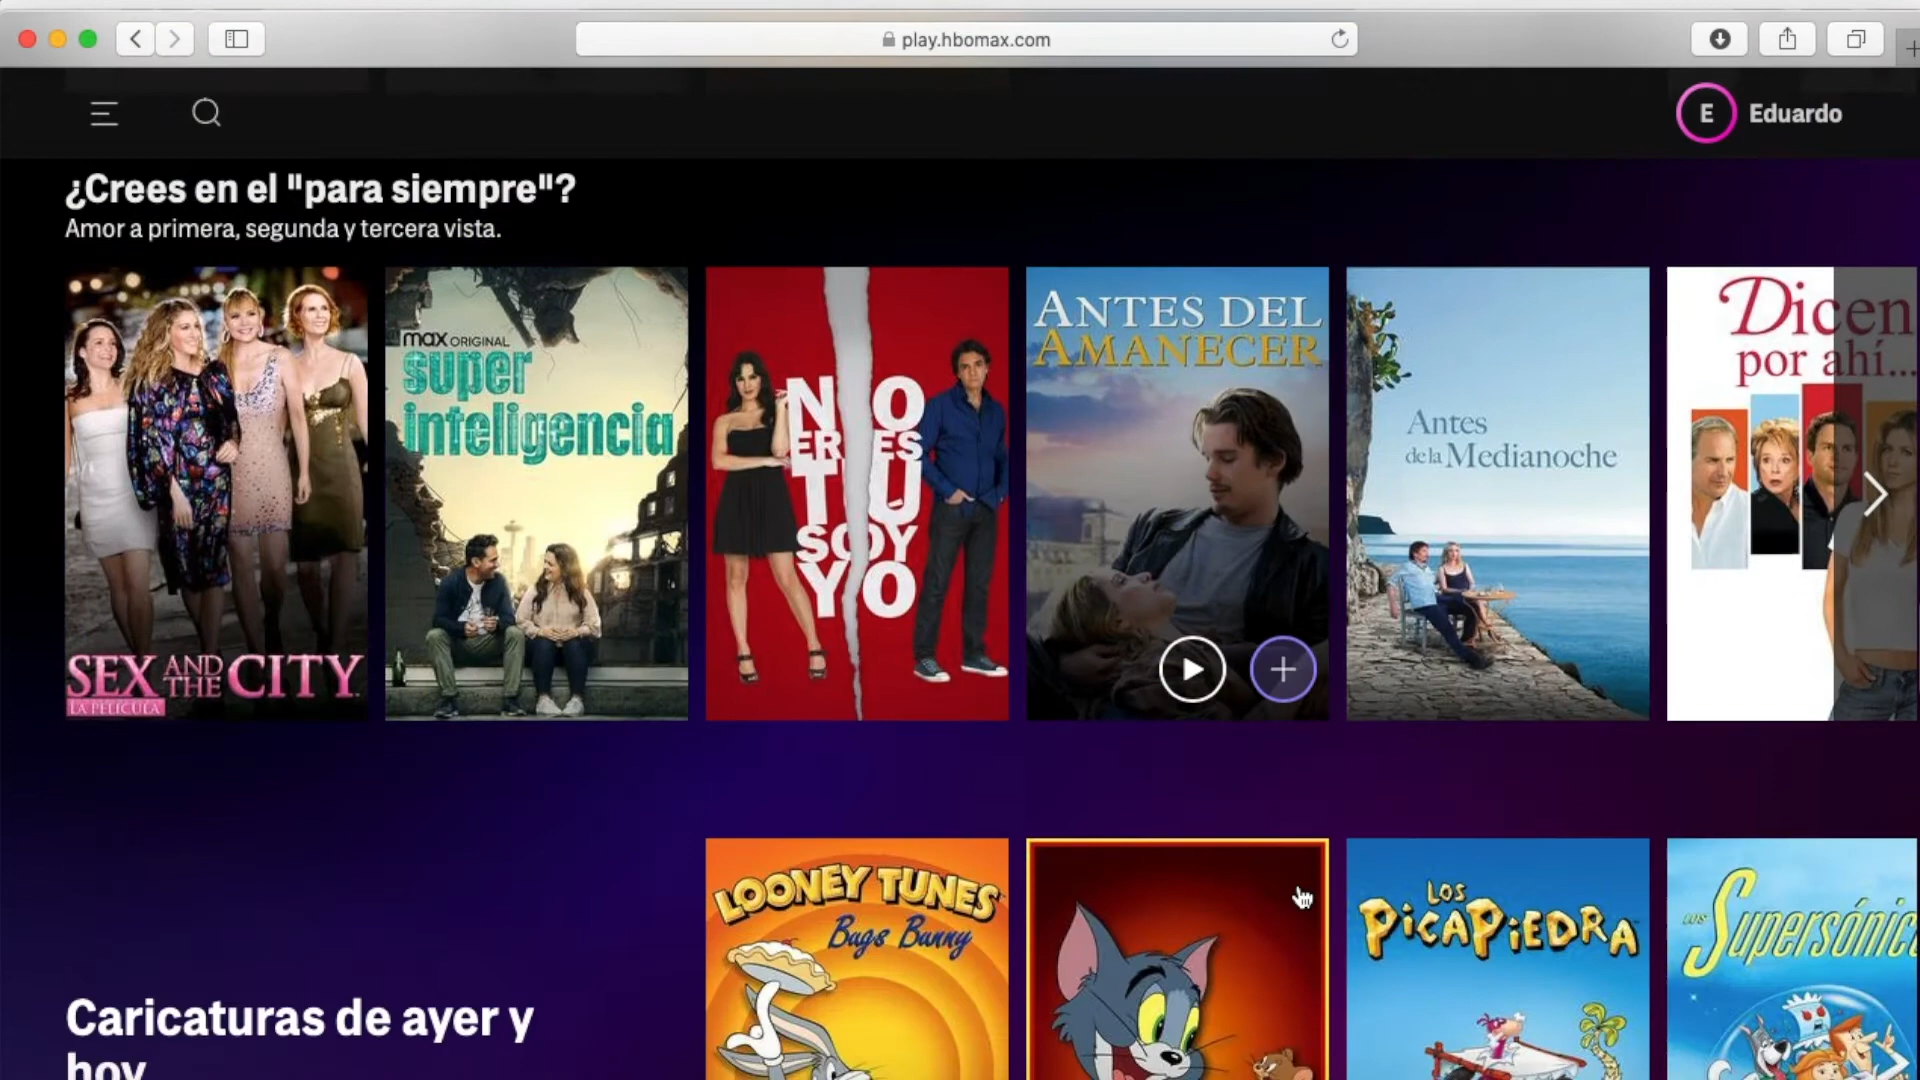 play.hbomax.com
E
Eduardo
¿Crees en el "para siempre"?
Amor a primera, segunda y tercera vista.
SEX AND THE CITY
LA PELÍCULA
max ORIGINAL
super
inteligencia
NO
ERES
TU
SOY
YO
ANTES DEL
AMANECER
Antes
de la Medianoche
Dicen
por ahí...
Caricaturas de ayer y
hoy
LOONEY TUNES
Bugs Bunny
LOS
PICAPIEDRA
LOS